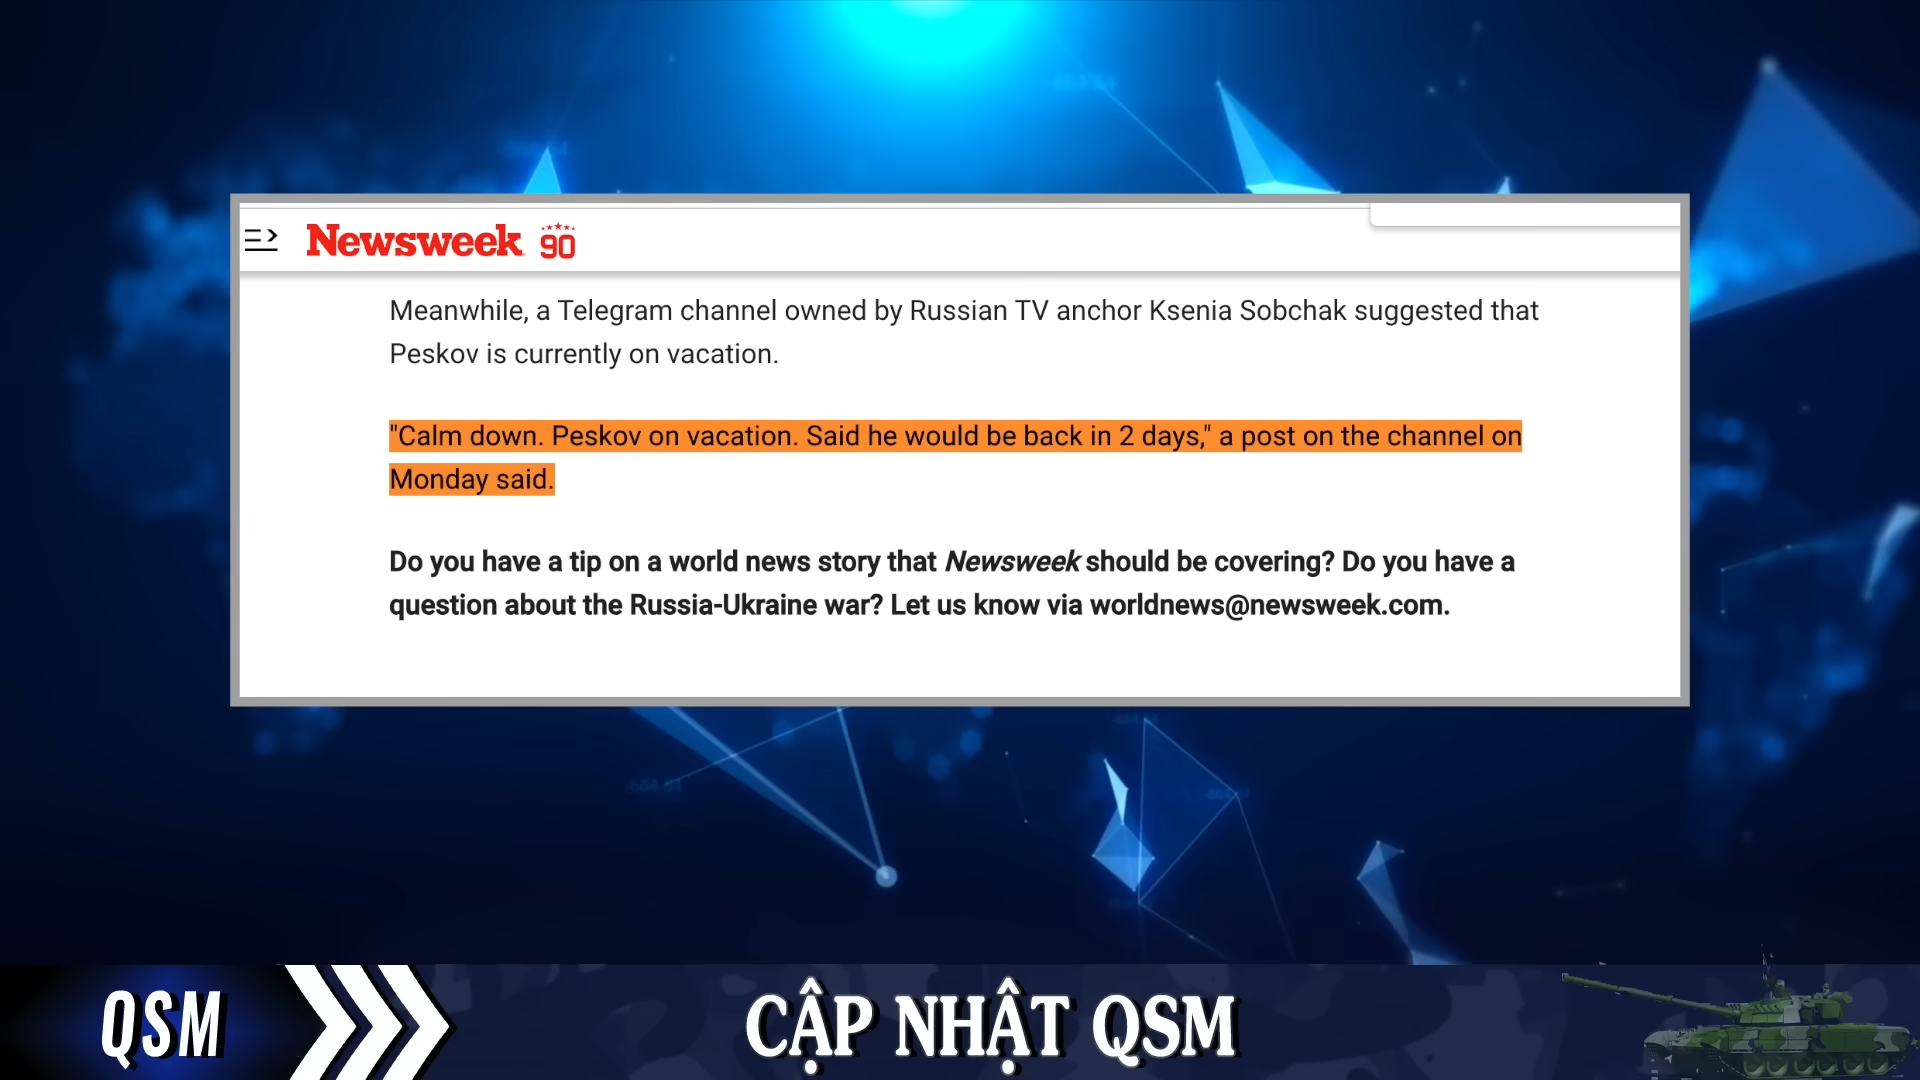 Newsweek 90
Meanwhile, a Telegram channel owned by Russian TV anchor Ksenia Sobchak suggested that
Peskov is currently on vacation.
"Calm down. Peskov on vacation. Said he would be back in 2 days," a post on the channel on
Monday said.
Do you have a tip on a world news story that Newsweek should be covering? Do you have a
question about the Russia-Ukraine war? Let us know via worldnews@newsweek.com.
QSM
CẬP NHẬT QSM